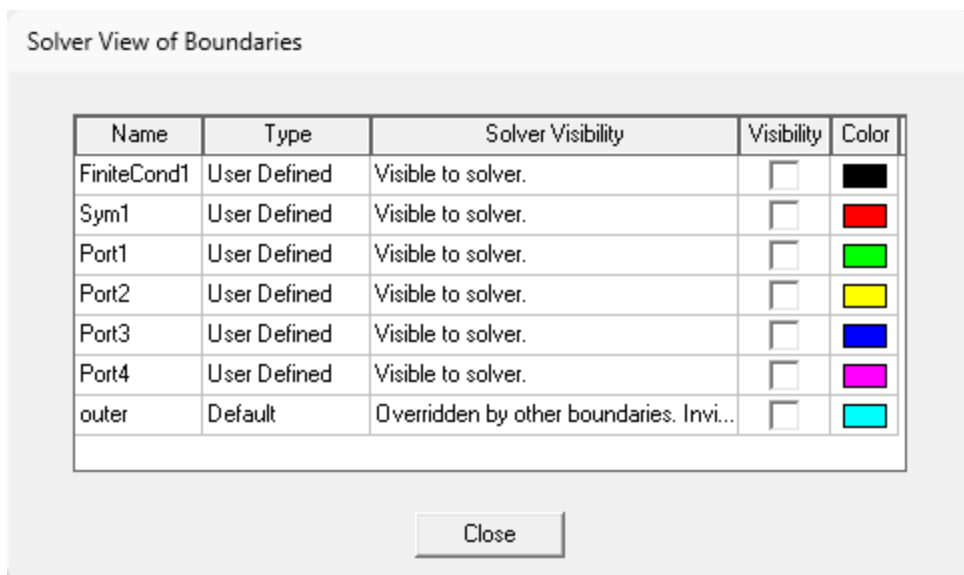 Solver View of Boundaries
Name Type Solver Visibility Visibility Color
FiniteCond1 User Defined Visible to solver.
Sym1 User Defined Visible to solver.
Port1 User Defined Visible to solver.
Port2 User Defined Visible to solver.
Port3 User Defined Visible to solver.
Port4 User Defined Visible to solver.
outer Default Overridden by other boundaries. Invi...
Close